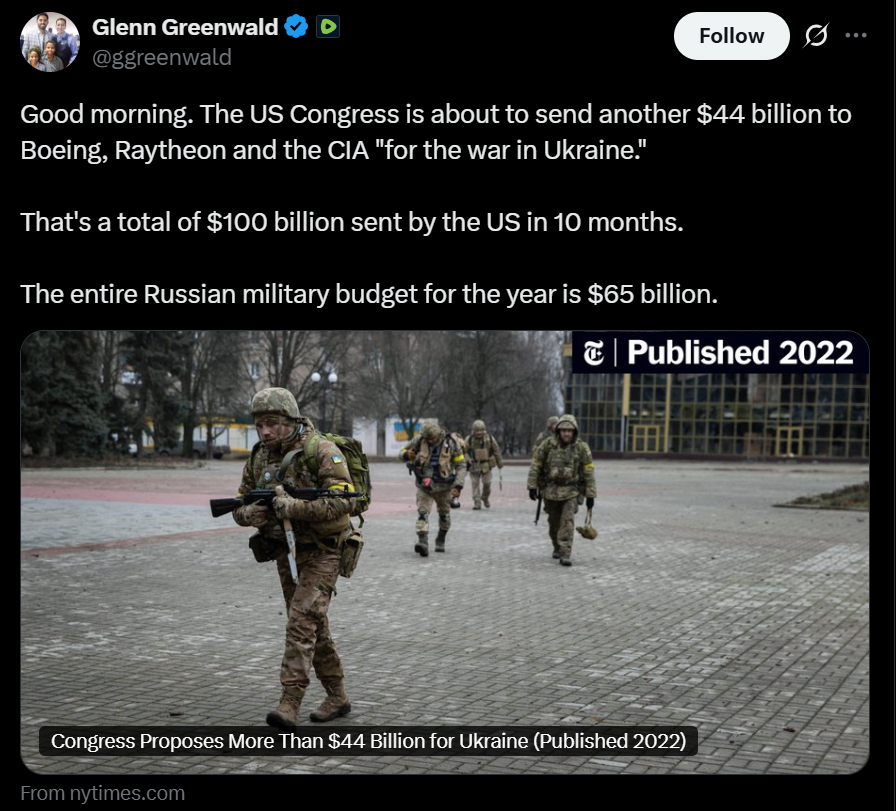 Glenn Greenwald
@ggreenwald
Follow
Good morning. The US Congress is about to send another $44 billion to
Boeing, Raytheon and the CIA "for the war in Ukraine."
That's a total of $100 billion sent by the US in 10 months.
The entire Russian military budget for the year is $65 billion.
T | Published 2022
Congress Proposes More Than $44 Billion for Ukraine (Published 2022)
From nytimes.com